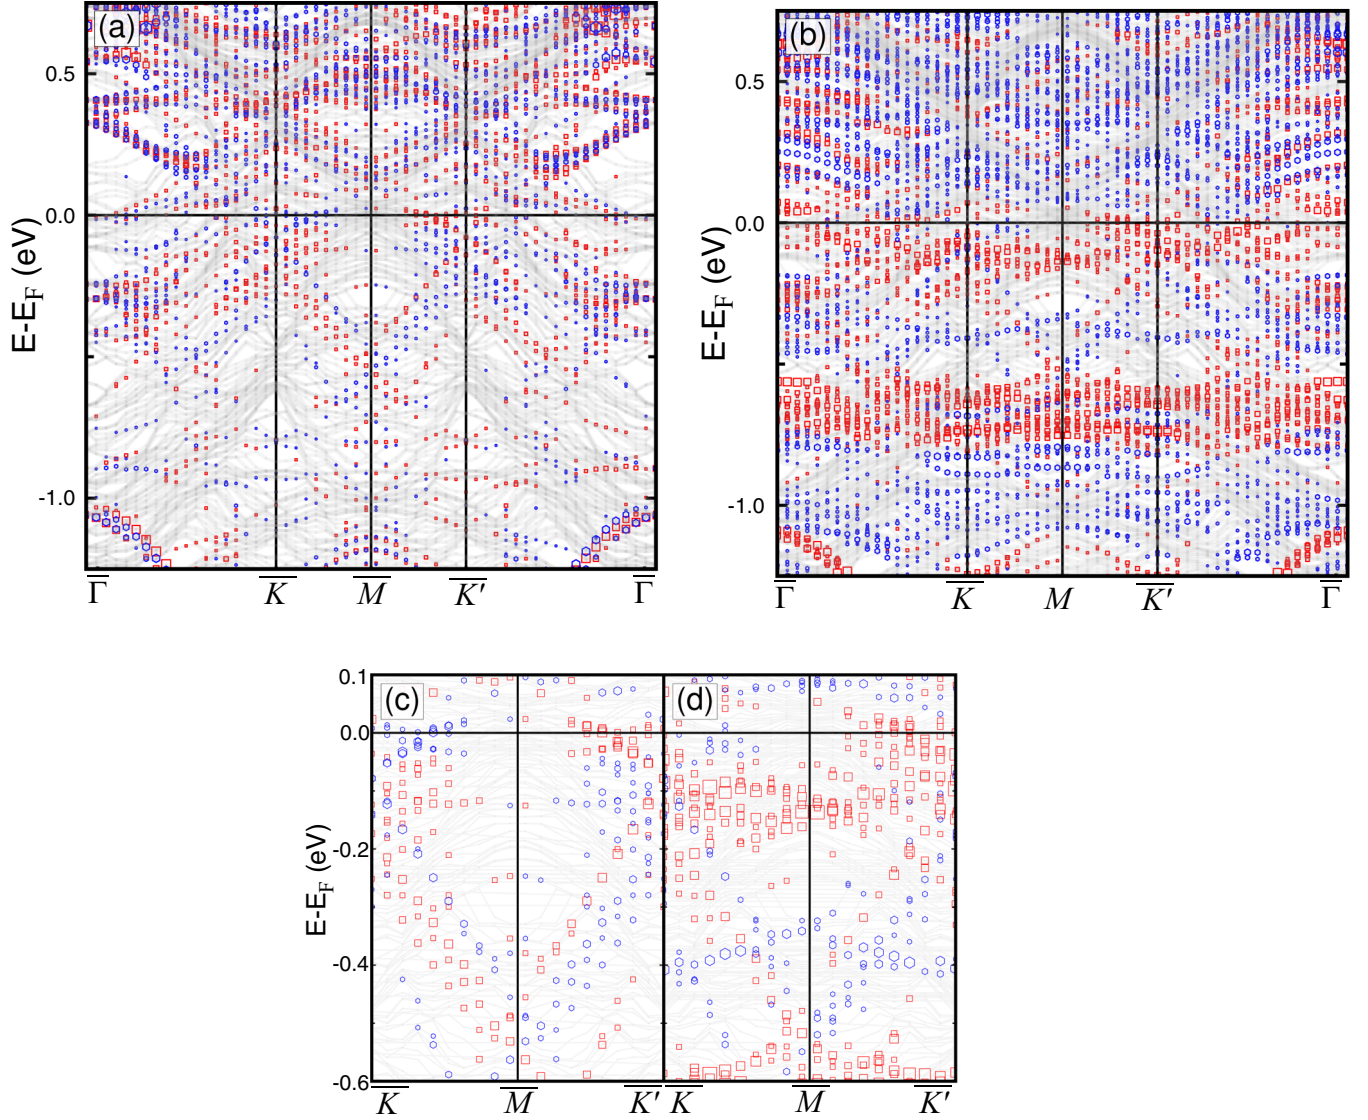 (a)
0.5
0.0
-1.0
E-E_F (eV)
Γ̿ K̿ M̿ K̿′ Γ̿
(b)
0.5
0.0
-1.0
E-E_F (eV)
Γ̿ K̿ M̅ K̿′ Γ̿
(c) (d)
0.1
0.0
-0.2
-0.4
-0.6
E-E_F (eV)
K̿ M̿ K̿′ K̿ M̿ K̿′